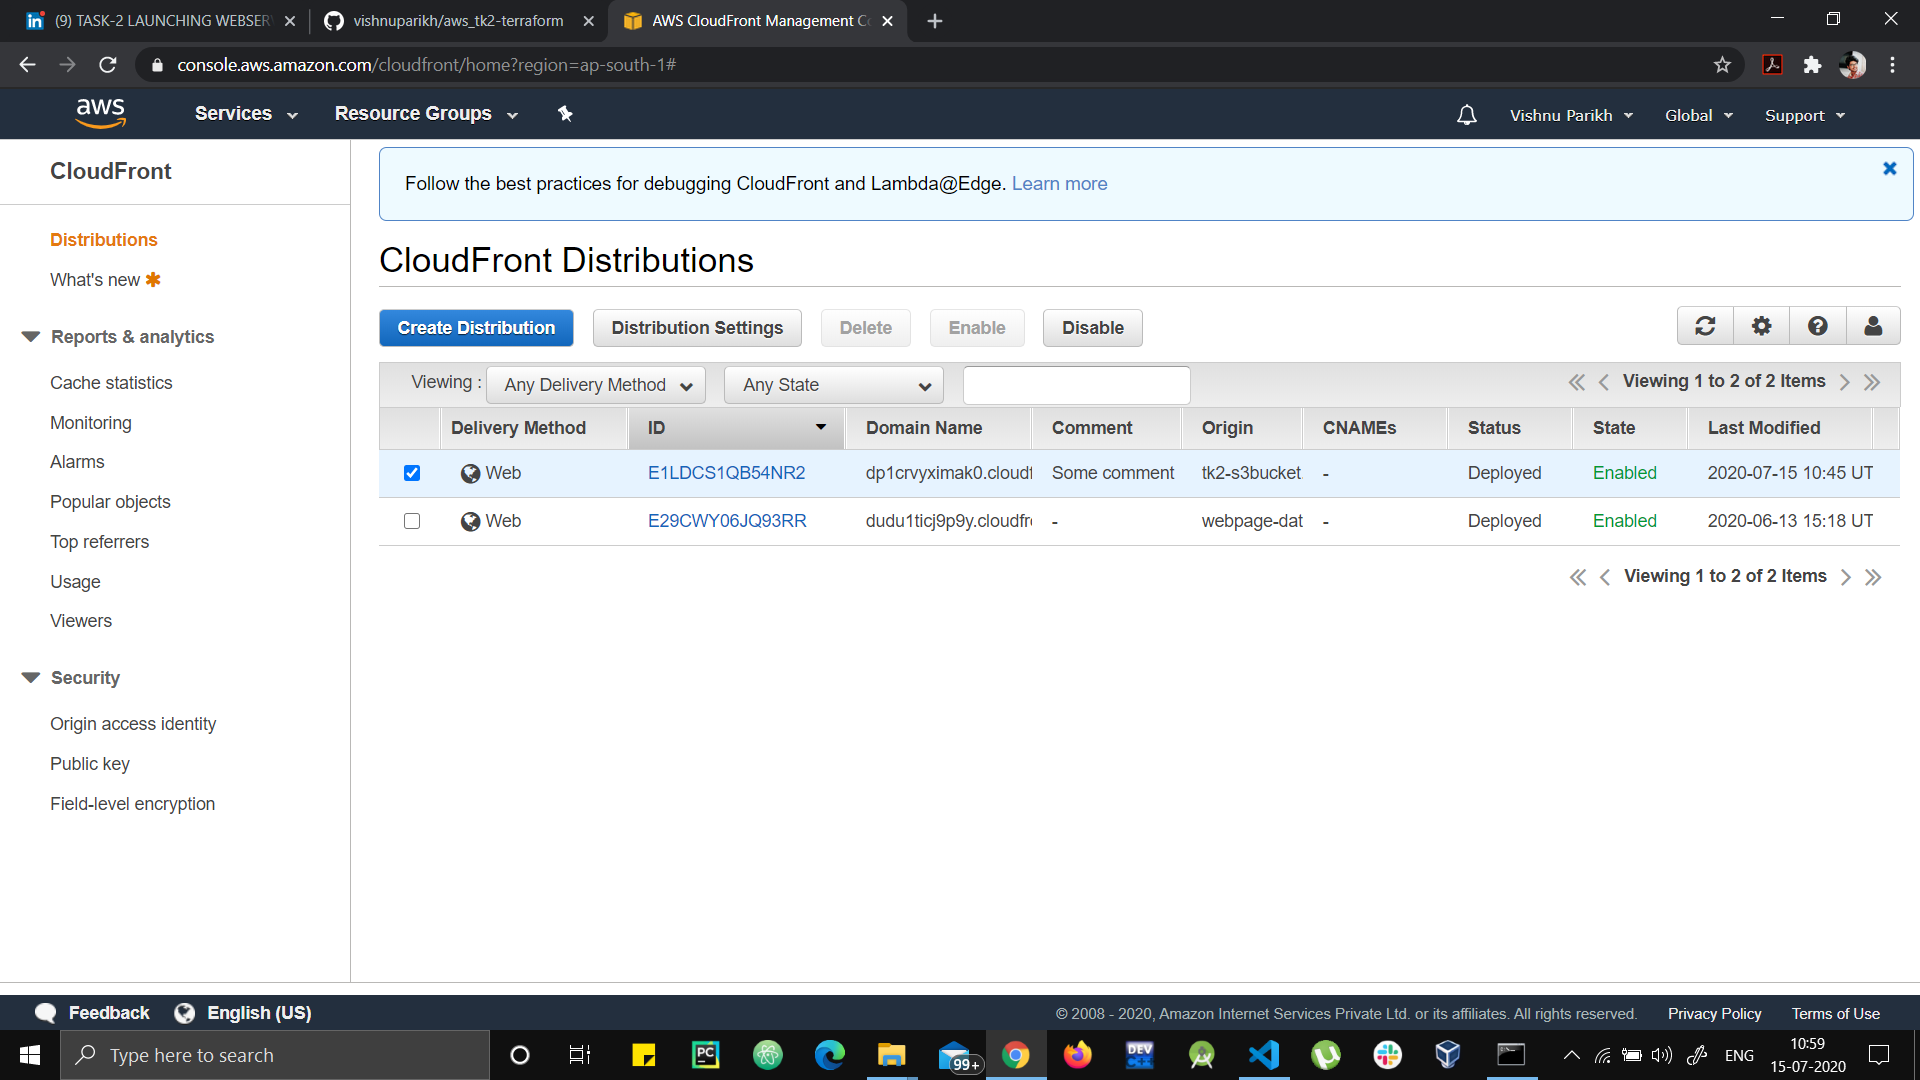 (9) TASK-2 LAUNCHING WEBSER
vishnuparikh/aws_tk2-terraform
AWS CloudFront Management Co
console.aws.amazon.com/cloudfront/home?region=ap-south-1#
aws
Services
Resource Groups
Vishnu Parikh
Global
Support
CloudFront
Distributions
What's new
Reports & analytics
Cache statistics
Monitoring
Alarms
Popular objects
Top referrers
Usage
Viewers
Security
Origin access identity
Public key
Field-level encryption
Follow the best practices for debugging CloudFront and Lambda@Edge. Learn more
CloudFront Distributions
Create Distribution
Distribution Settings
Delete
Enable
Disable
Viewing :
Any Delivery Method
Any State
Viewing 1 to 2 of 2 Items
Delivery Method ID Domain Name Comment Origin CNAMEs Status State Last Modified
Web E1LDCS1QB54NR2 dp1crvyximak0.cloudf Some comment tk2-s3bucket. - Deployed Enabled 2020-07-15 10:45 UT
Web E29CWY06JQ93RR dudu1ticj9p9y.cloudfr - webpage-dat - Deployed Enabled 2020-06-13 15:18 UT
Viewing 1 to 2 of 2 Items
Feedback
English (US)
© 2008 - 2020, Amazon Internet Services Private Ltd. or its affiliates. All rights reserved.
Privacy Policy
Terms of Use
Type here to search
PC
99+
DEV
C++
ENG
10:59
15-07-2020